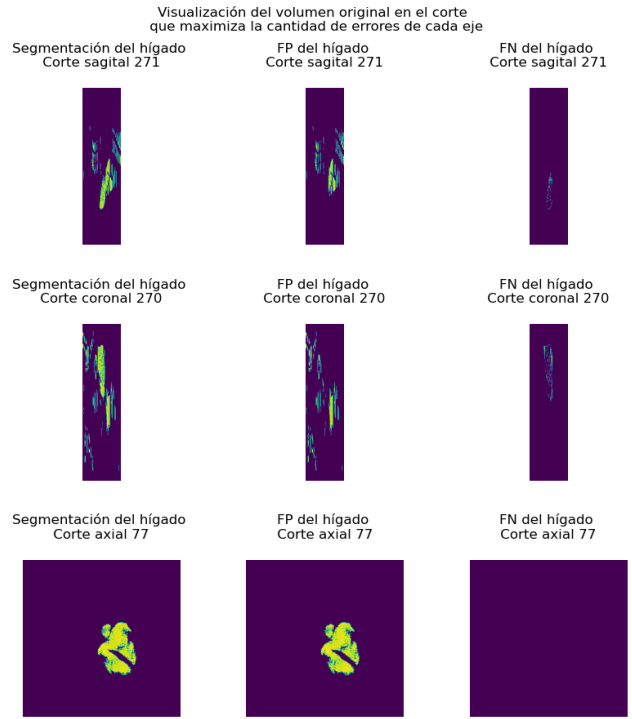 Visualización del volumen original en el corte
que maximiza la cantidad de errores de cada eje
Segmentación del hígado
Corte sagital 271
FP del hígado
Corte sagital 271
FN del hígado
Corte sagital 271
Segmentación del hígado
Corte coronal 270
FP del hígado
Corte coronal 270
FN del hígado
Corte coronal 270
Segmentación del hígado
Corte axial 77
FP del hígado
Corte axial 77
FN del hígado
Corte axial 77